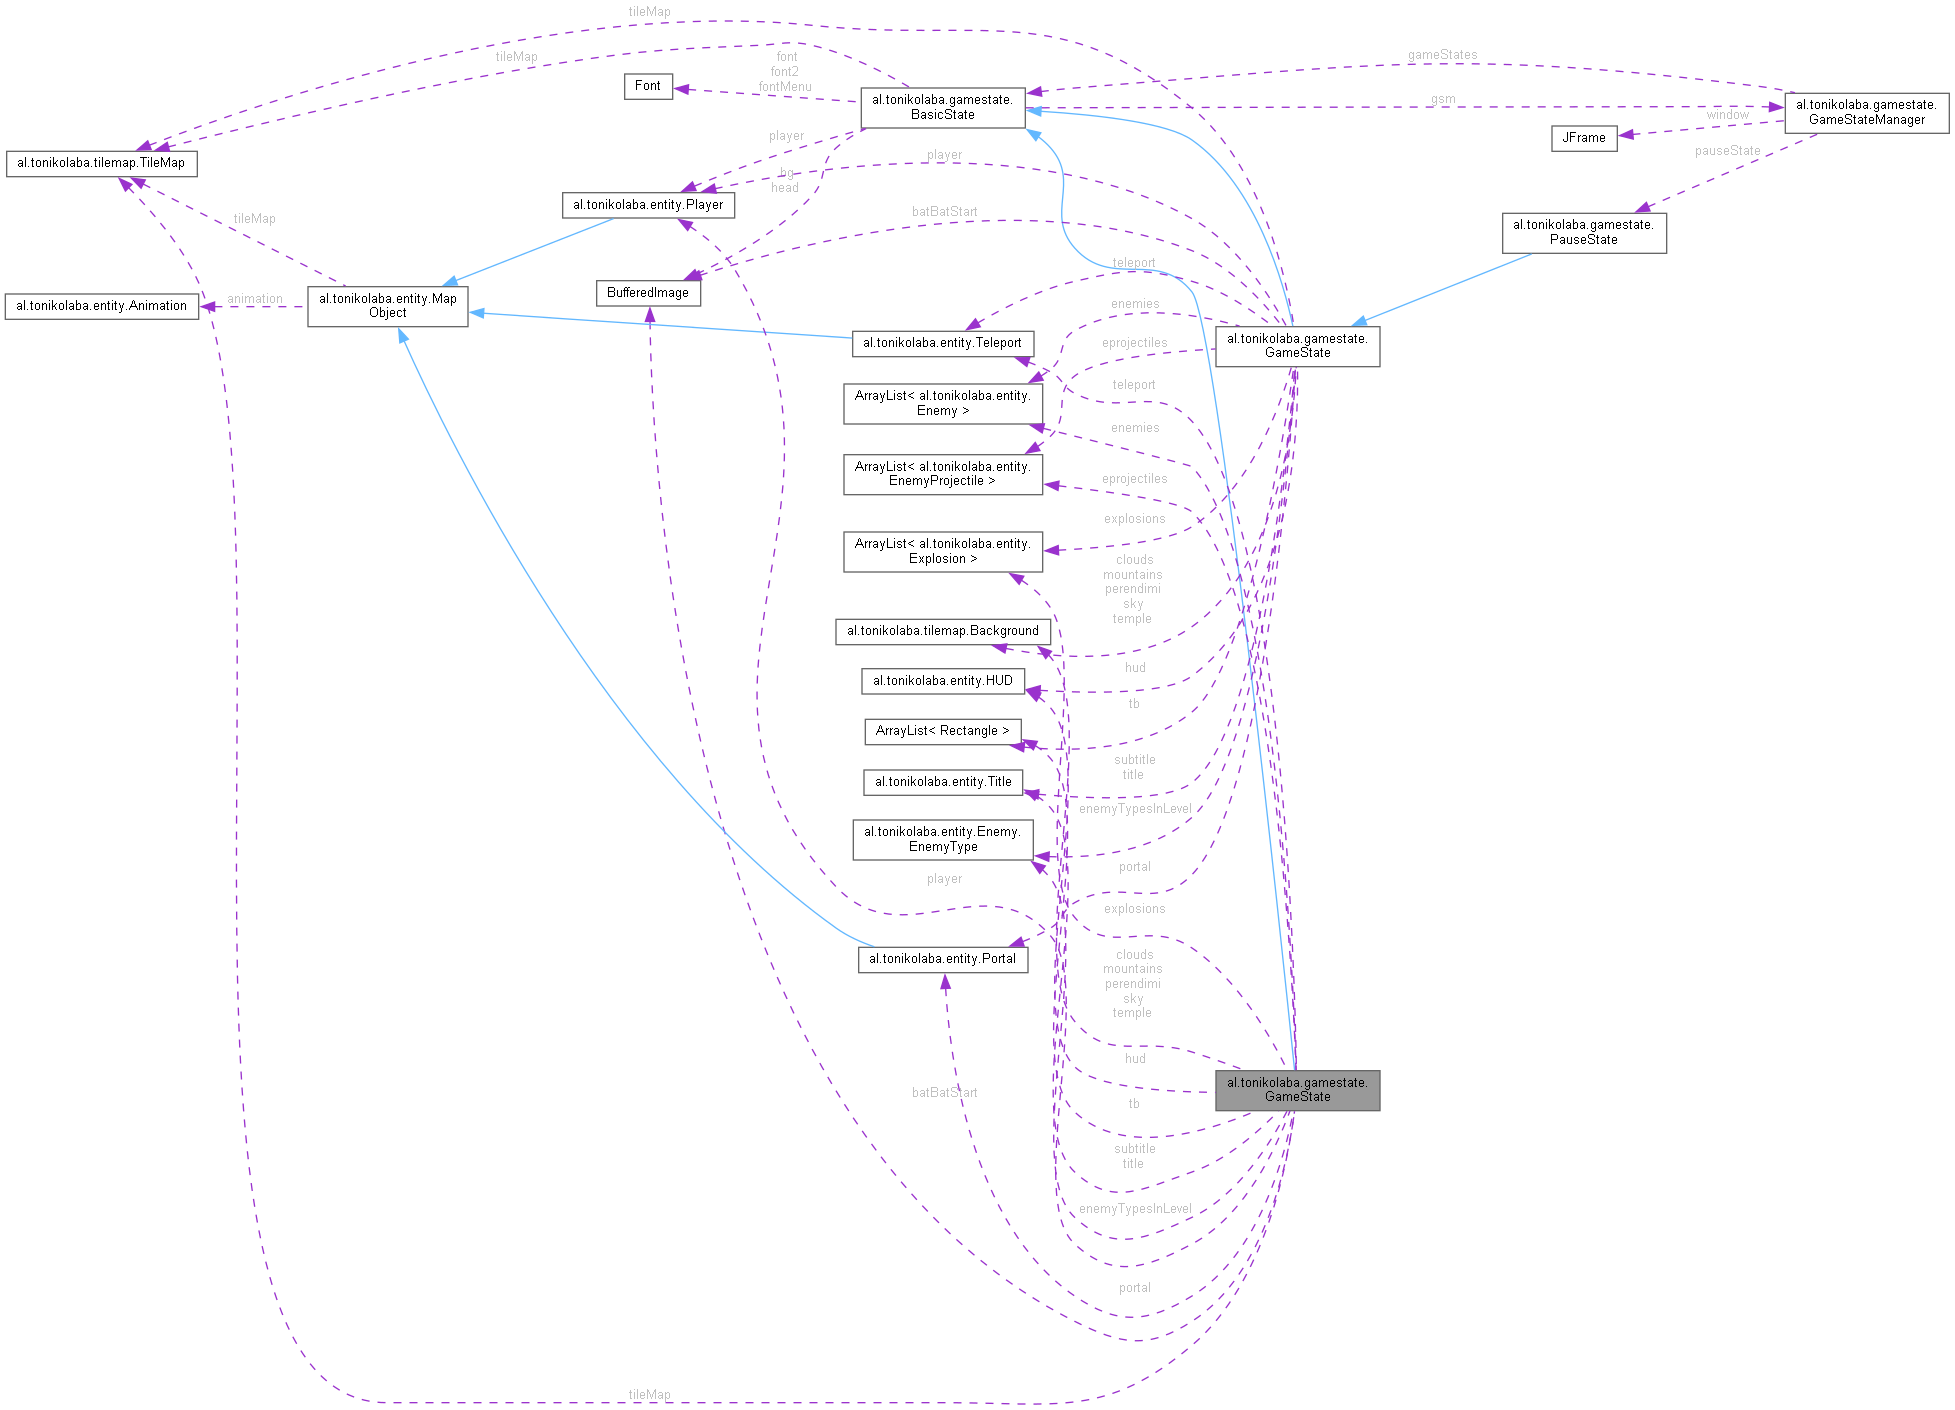 tileMap
tileMap
font
font2
fontMenu
gameStates
Font
al.tonikolaba.gamestate.
BasicState
gsm
al.tonikolaba.gamestate.
GameStateManager
window
JFrame
pauseState
player
player
al.tonikolaba.tilemap.TileMap
bg
head
al.tonikolaba.entity.Player
tileMap
batBatStart
al.tonikolaba.gamestate.
PauseState
teleport
BufferedImage
al.tonikolaba.entity.Animation
animation
al.tonikolaba.entity.Map
Object
enemies
eprojectiles
al.tonikolaba.entity.Teleport
al.tonikolaba.gamestate.
GameState
teleport
ArrayList< al.tonikolaba.entity.
Enemy >
enemies
ArrayList< al.tonikolaba.entity.
EnemyProjectile >
eprojectiles
explosions
ArrayList< al.tonikolaba.entity.
Explosion >
clouds
mountains
perendimi
sky
temple
al.tonikolaba.tilemap.Background
hud
al.tonikolaba.entity.HUD
tb
ArrayList< Rectangle >
subtitle
title
al.tonikolaba.entity.Title
enemyTypesInLevel
al.tonikolaba.entity.Enemy.
EnemyType
portal
player
explosions
al.tonikolaba.entity.Portal
clouds
mountains
perendimi
sky
temple
hud
batBatStart
al.tonikolaba.gamestate.
GameState
tb
subtitle
title
enemyTypesInLevel
portal
tileMap